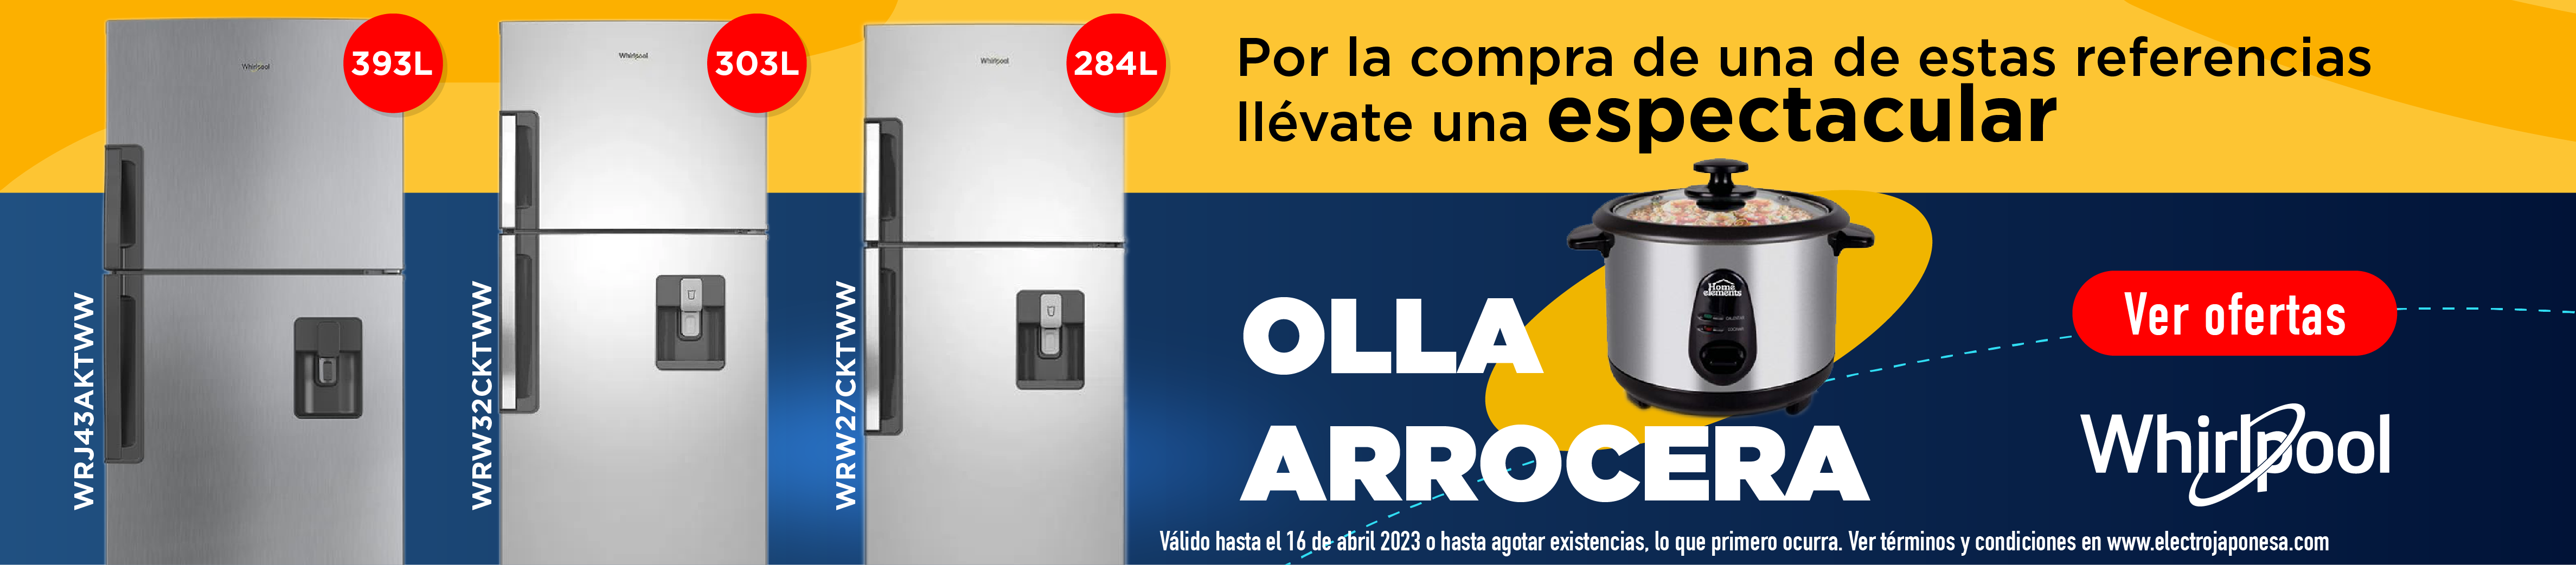 Whirlpool
393L
WRJ43AKTWW
Whirlpool
303L
WRW32CKTWW
Whirlpool
284L
WRW27CKTWW
Por la compra de una de estas referencias
llévate una espectacular
OLLA
ARROCERA
Home
elements
Ver ofertas
Whirlpool
Válido hasta el 16 de abril 2023 o hasta agotar existencias, lo que primero ocurra. Ver términos y condiciones en www.electrojaponesa.com